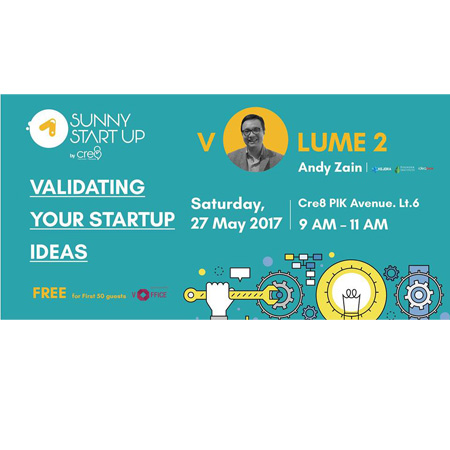 SUNNY
START UP
by cre8
VALIDATING
YOUR STARTUP
IDEAS
FREE for First 50 guests V OFFICE
V LUME 2
Andy Zain
Saturday,
27 May 2017
Cre8 PIK Avenue. Lt.6
9 AM - 11 AM